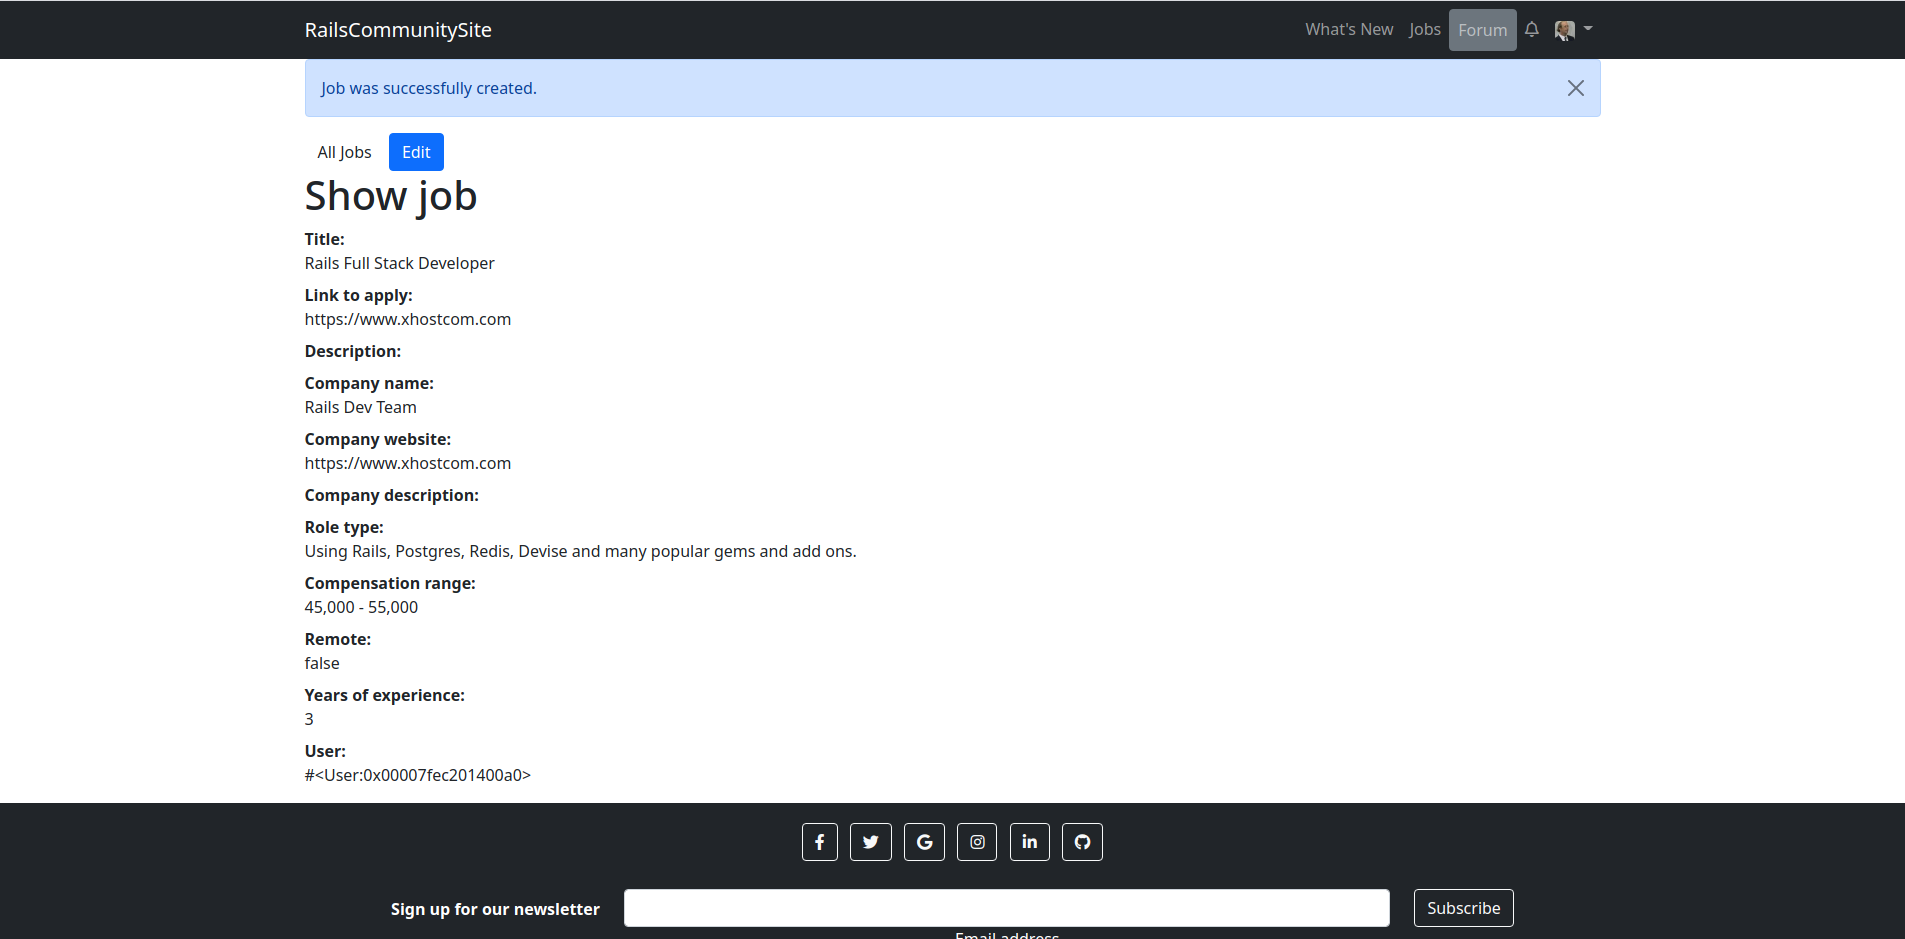 RailsCommunitySite
What's New Jobs Forum
Job was successfully created.
All Jobs Edit
Show job
Title:
Rails Full Stack Developer
Link to apply:
https://www.xhostcom.com
Description:
Company name:
Rails Dev Team
Company website:
https://www.xhostcom.com
Company description:
Role type:
Using Rails, Postgres, Redis, Devise and many popular gems and add ons.
Compensation range:
45,000 - 55,000
Remote:
false
Years of experience:
3
User:
#<User:0x00007fec201400a0>
Sign up for our newsletter Subscribe
Email address